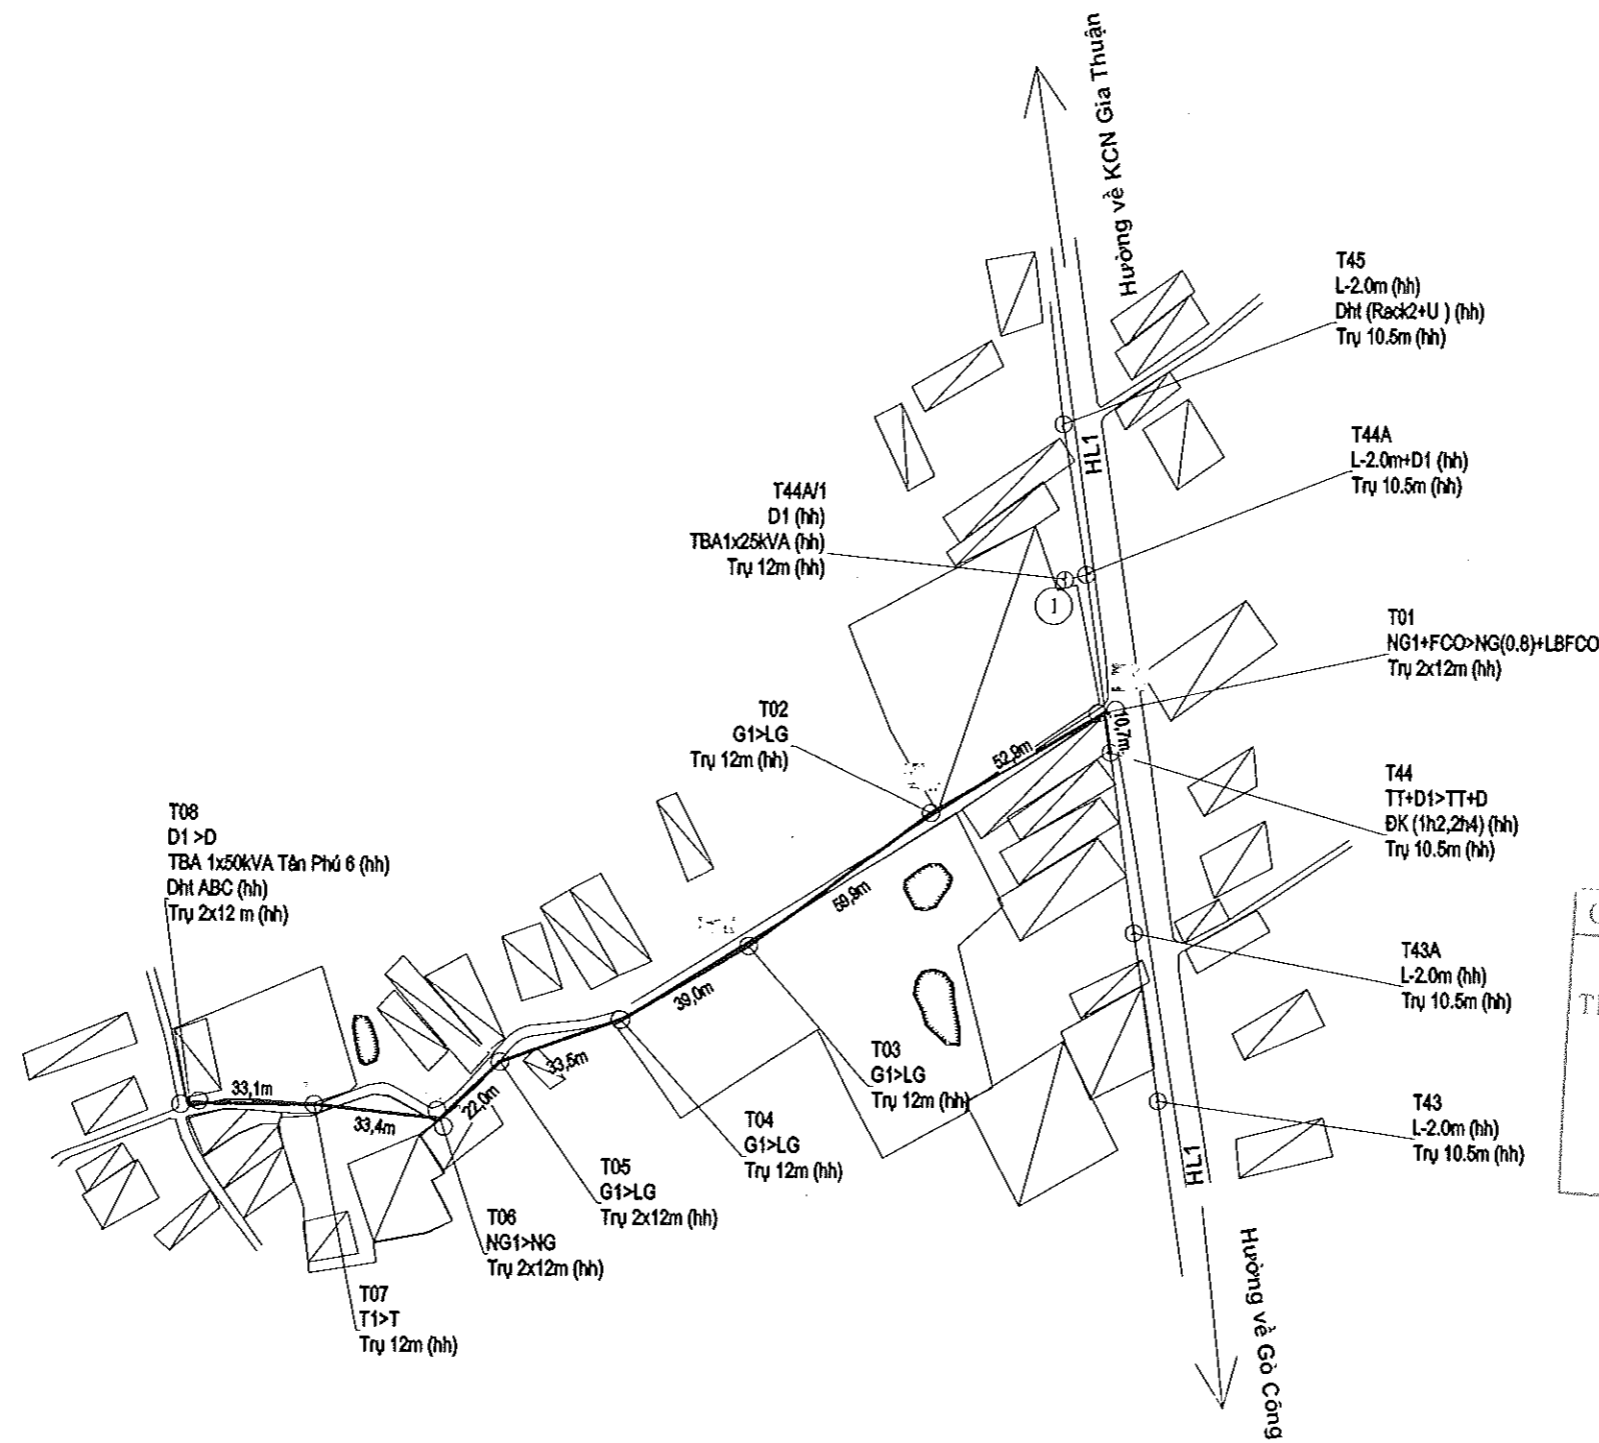 Hường về KCN Gia Thuận
T45
L-2.0m (hh)
Dht (Rack2+U ) (hh)
Trụ 10.5m (hh)
HL1
T44A
L-2.0m+D1 (hh)
Trụ 10.5m (hh)
T44A/1
D1 (hh)
TBA1x25kVA (hh)
Trụ 12m (hh)
1
T01
NG1+FCO>NG(0.8)+LBFCO
Trụ 2x12m (hh)
10,7m
T02
G1>LG
Trụ 12m (hh)
52,8m
T44
TT+D1>TT+D
ĐK (1h2,2h4) (hh)
Trụ 10.5m (hh)
T08
D1 >D
TBA 1x50kVA Tân Phú 6 (hh)
Dht ABC (hh)
Trụ 2x12 m (hh)
59,9m
T43A
L-2.0m (hh)
Trụ 10.5m (hh)
39,0m
T03
G1>LG
Trụ 12m (hh)
33,5m
33,1m
22,0m
33,4m
T04
G1>LG
Trụ 12m (hh)
T43
L-2.0m (hh)
Trụ 10.5m (hh)
HL1
T05
G1>LG
Trụ 2x12m (hh)
T06
NG1>NG
Trụ 2x12m (hh)
T07
T1>T
Trụ 12m (hh)
Hường về Gò Công